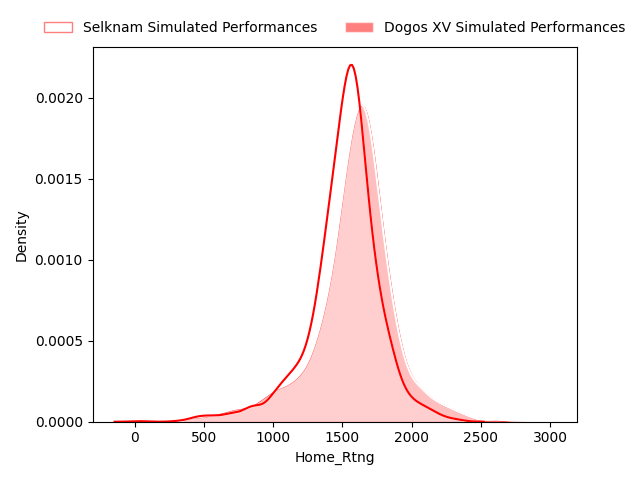 Selknam Simulated Performances Dogos XV Simulated Performances
0.0020
0.0015
0.0010
0.0005
0.0000
Density
0 500 1000 1500 2000 2500 3000
Home_Rtng